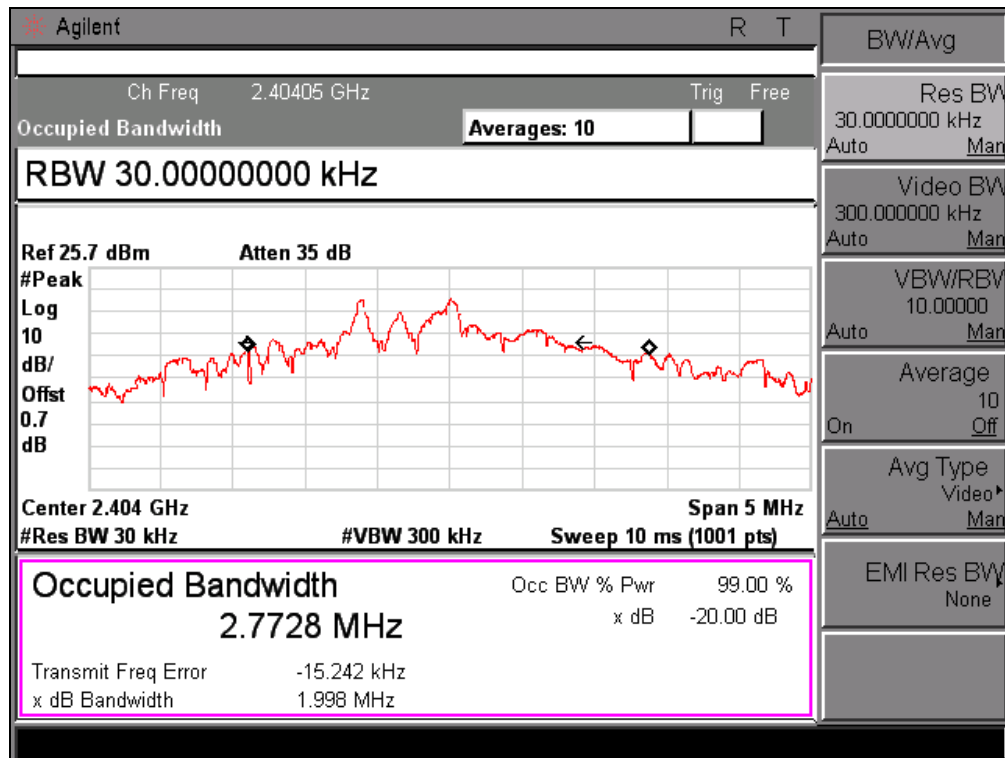 Agilent R T
Ch Freq 2.40405 GHz Trig Free
Occupied Bandwidth Averages: 10
RBW 30.00000000 kHz
Ref 25.7 dBm Atten 35 dB
#Peak
Log
10
dB/
Offst
0.7
dB
Center 2.404 GHz Span 5 MHz
#Res BW 30 kHz #VBW 300 kHz Sweep 10 ms (1001 pts)
Occupied Bandwidth
2.7728 MHz
Occ BW % Pwr 99.00 %
x dB -20.00 dB
Transmit Freq Error -15.242 kHz
x dB Bandwidth 1.998 MHz
BW/Avg
Res BW
30.0000000 kHz
Auto Man
Video BW
300.000000 kHz
Auto Man
VBW/RBW
10.00000
Auto Man
Average
10
On Off
Avg Type
Video
Auto Man
EMI Res BW
None